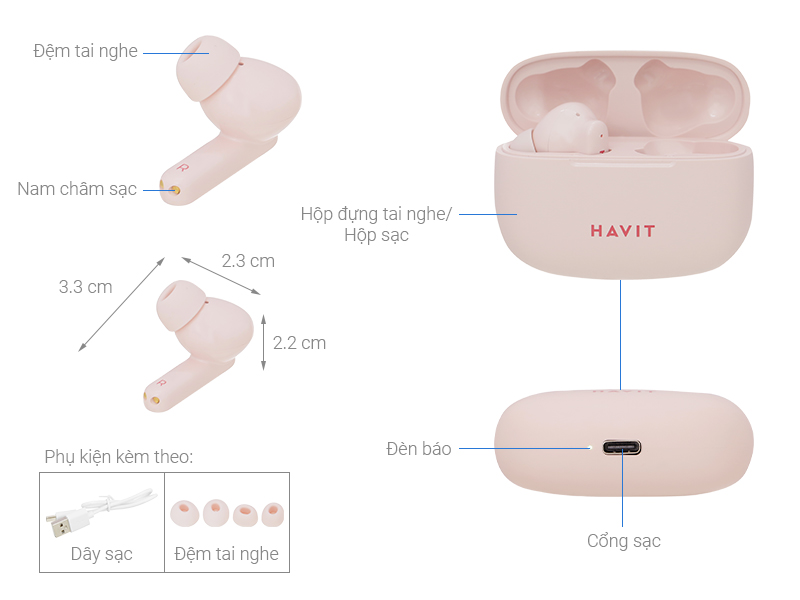 Đệm tai nghe
R
Nam châm sạc
Hộp đựng tai nghe/
Hộp sạc
HAVIT
2.3 cm
3.3 cm
2.2 cm
R
HAVIT
Đèn báo
Cổng sạc
Phụ kiện kèm theo:
Dây sạc
Đệm tai nghe